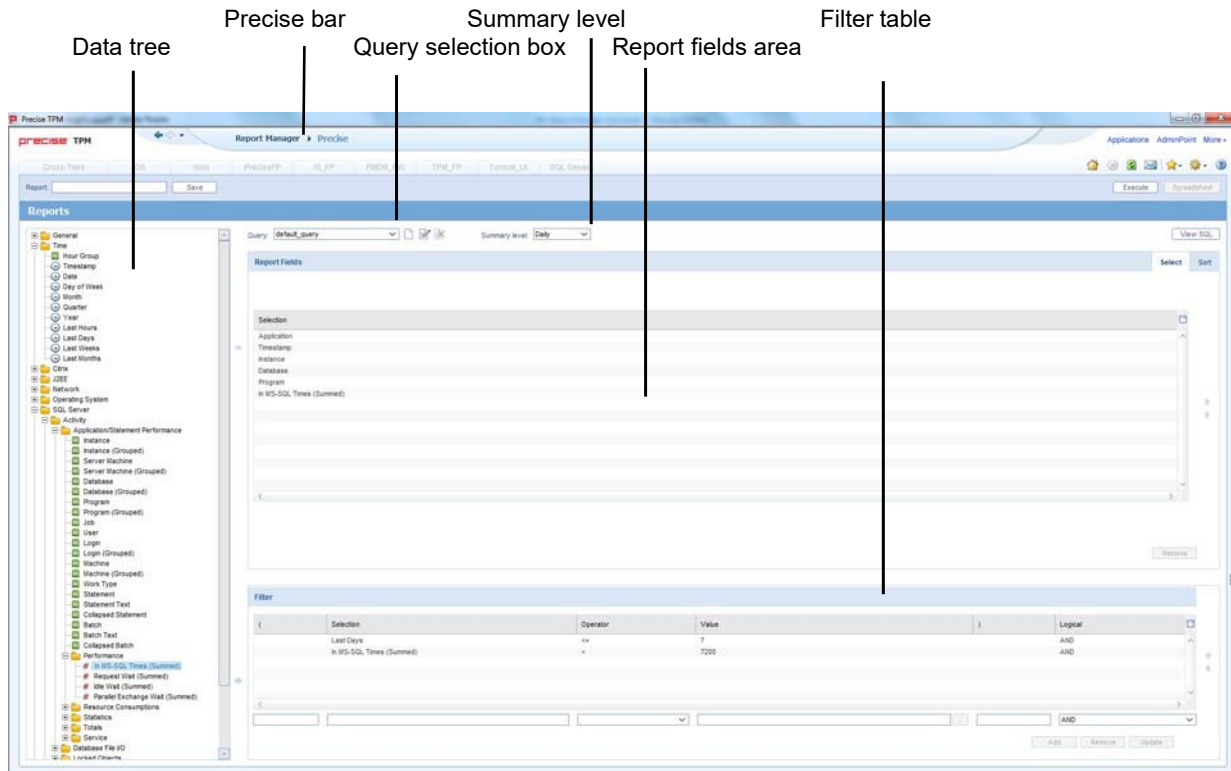 Precise bar
Summary level
Filter table
Data tree
Query selection box
Report fields area
Precise TPM
precise TPM
Report Manager
Precise
Applications
AdminPoint
More
Cross-Tiers
OS
Web
PreciseFP
TPM_FP
SQL Server
Report:
Save
Execute
Spreadsheet
Reports
General
Time
Hour Group
Timestamp
Date
Day of Week
Month
Quarter
Year
Last Hours
Last Days
Last Weeks
Last Months
Citrix
J2EE
Network
Operating System
SQL Server
Activity
Application/Statement Performance
Instance
Instance (Grouped)
Server Machine
Server Machine (Grouped)
Database
Database (Grouped)
Program
Program (Grouped)
Job
User
Login
Login (Grouped)
Machine
Machine (Grouped)
Work Type
Statement
Statement Text
Collapsed Statement
Batch
Batch Text
Collapsed Batch
Performance
# In MS-SQL Times (Summed)
# Request Wait (Summed)
# Idle Wait (Summed)
# Parallel Exchange Wait (Summed)
Resource Consumptions
Statistics
Totals
Service
Database File I/O
Locked Objects
Query: default_query
Summary level: Daily
View SQL
Report Fields
Select
Sort
Selection
Application
Timestamp
Instance
Database
Program
In MS-SQL Times (Summed)
Remove
Filter
( Selection Operator Value ) Logical
Last Days <= 7 AND
In MS-SQL Times (Summed) > 7200 AND
AND
Add
Remove
Update